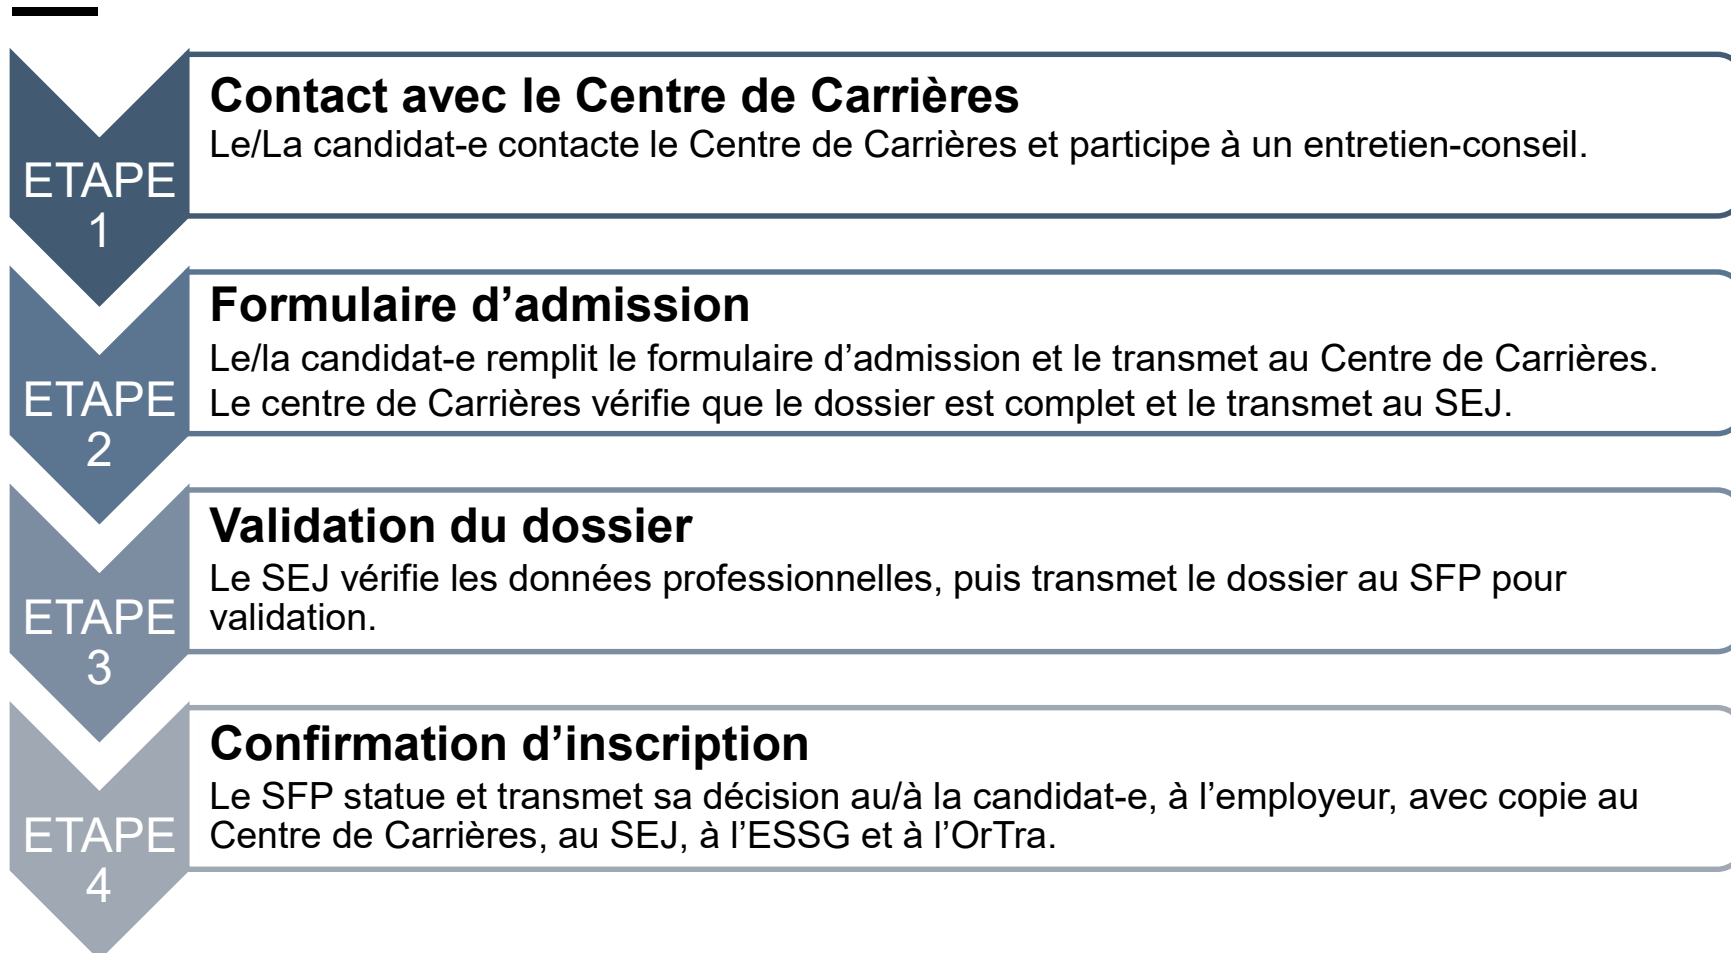 ETAPE
1
Contact avec le Centre de Carrières
Le/La candidat-e contacte le Centre de Carrières et participe à un entretien-conseil.
ETAPE
2
Formulaire d’admission
Le/la candidat-e remplit le formulaire d’admission et le transmet au Centre de Carrières.
Le centre de Carrières vérifie que le dossier est complet et le transmet au SEJ.
ETAPE
3
Validation du dossier
Le SEJ vérifie les données professionnelles, puis transmet le dossier au SFP pour
validation.
ETAPE
4
Confirmation d’inscription
Le SFP statue et transmet sa décision au/à la candidat-e, à l’employeur, avec copie au
Centre de Carrières, au SEJ, à l’ESSG et à l’OrTra.